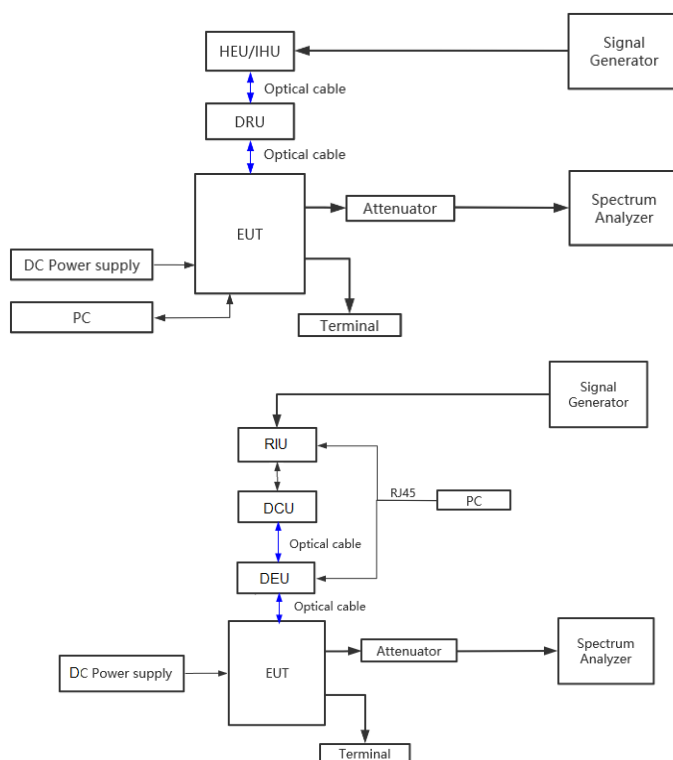 HEU/IHU
Signal
Generator
Optical cable
DRU
Optical cable
EUT
Attenuator
Spectrum
Analyzer
DC Power supply
PC
Terminal
Signal
Generator
RIU
RJ45
PC
DCU
Optical cable
DEU
Optical cable
EUT
Attenuator
Spectrum
Analyzer
DC Power supply
Terminal